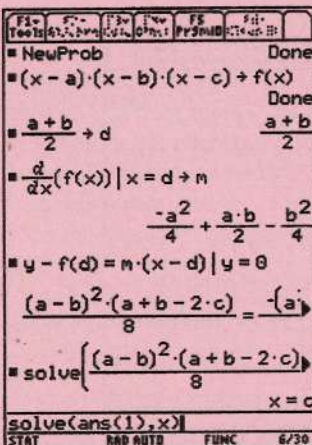 F1▾ F2▾ F3▾ F4▾ F5 F6▾
Tools Algebra Calc Other PrgmIO Clean Up
■ NewProb Done
■ (x - a)·(x - b)·(x - c) → f(x)
Done
■ a + b / 2 → d a + b / 2
■ d/dx (f(x)) | x = d → m
-a²/4 + a·b/2 - b²/4
■ y - f(d) = m·(x - d) | y = 0
(a - b)²·(a + b - 2·c) / 8 = -(a·▶
■ solve((a - b)²·(a + b - 2·c) / 8 ▶
x = c
solve(ans(1),x)
STAT RAD AUTO FUNC 6/30